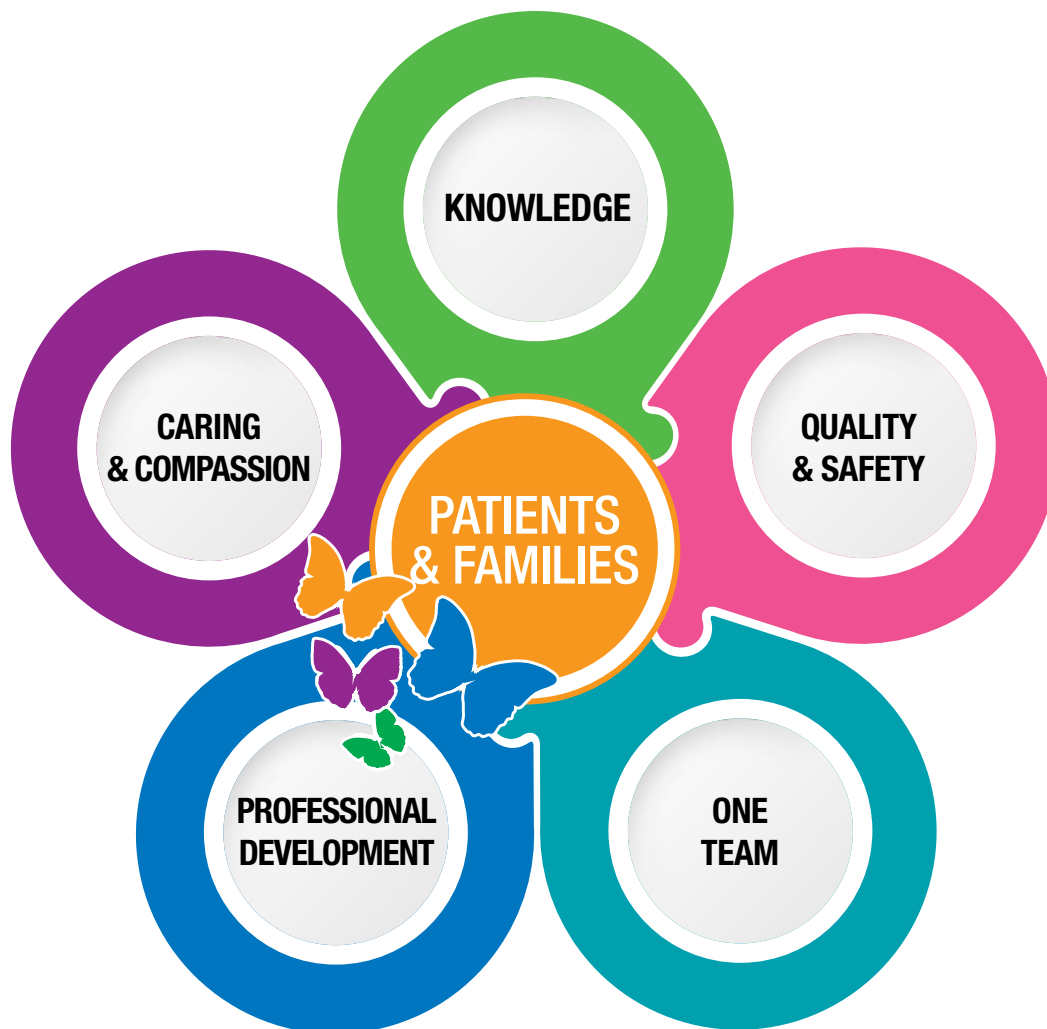 KNOWLEDGE
CARING
& COMPASSION
QUALITY
& SAFETY
PATIENTS
& FAMILIES
PROFESSIONAL
DEVELOPMENT
ONE
TEAM